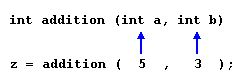 int addition (int a, int b)
z = addition ( 5 , 3 );